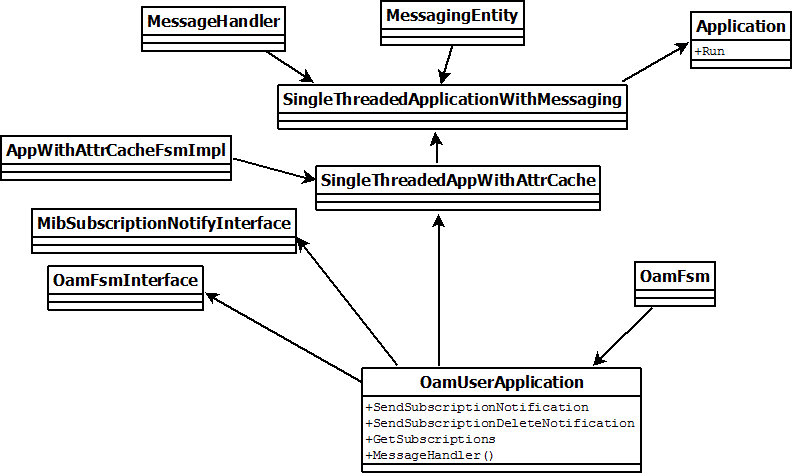 MessageHandler
MessagingEntity
Application
+Run
SingleThreadedApplicationWithMessaging
AppWithAttrCacheFsmImpl
SingleThreadedAppWithAttrCache
MibSubscriptionNotifyInterface
OamFsmInterface
OamFsm
OamUserApplication
+SendSubscriptionNotification
+SendSubscriptionDeleteNotification
+GetSubscriptions
+MessageHandler()